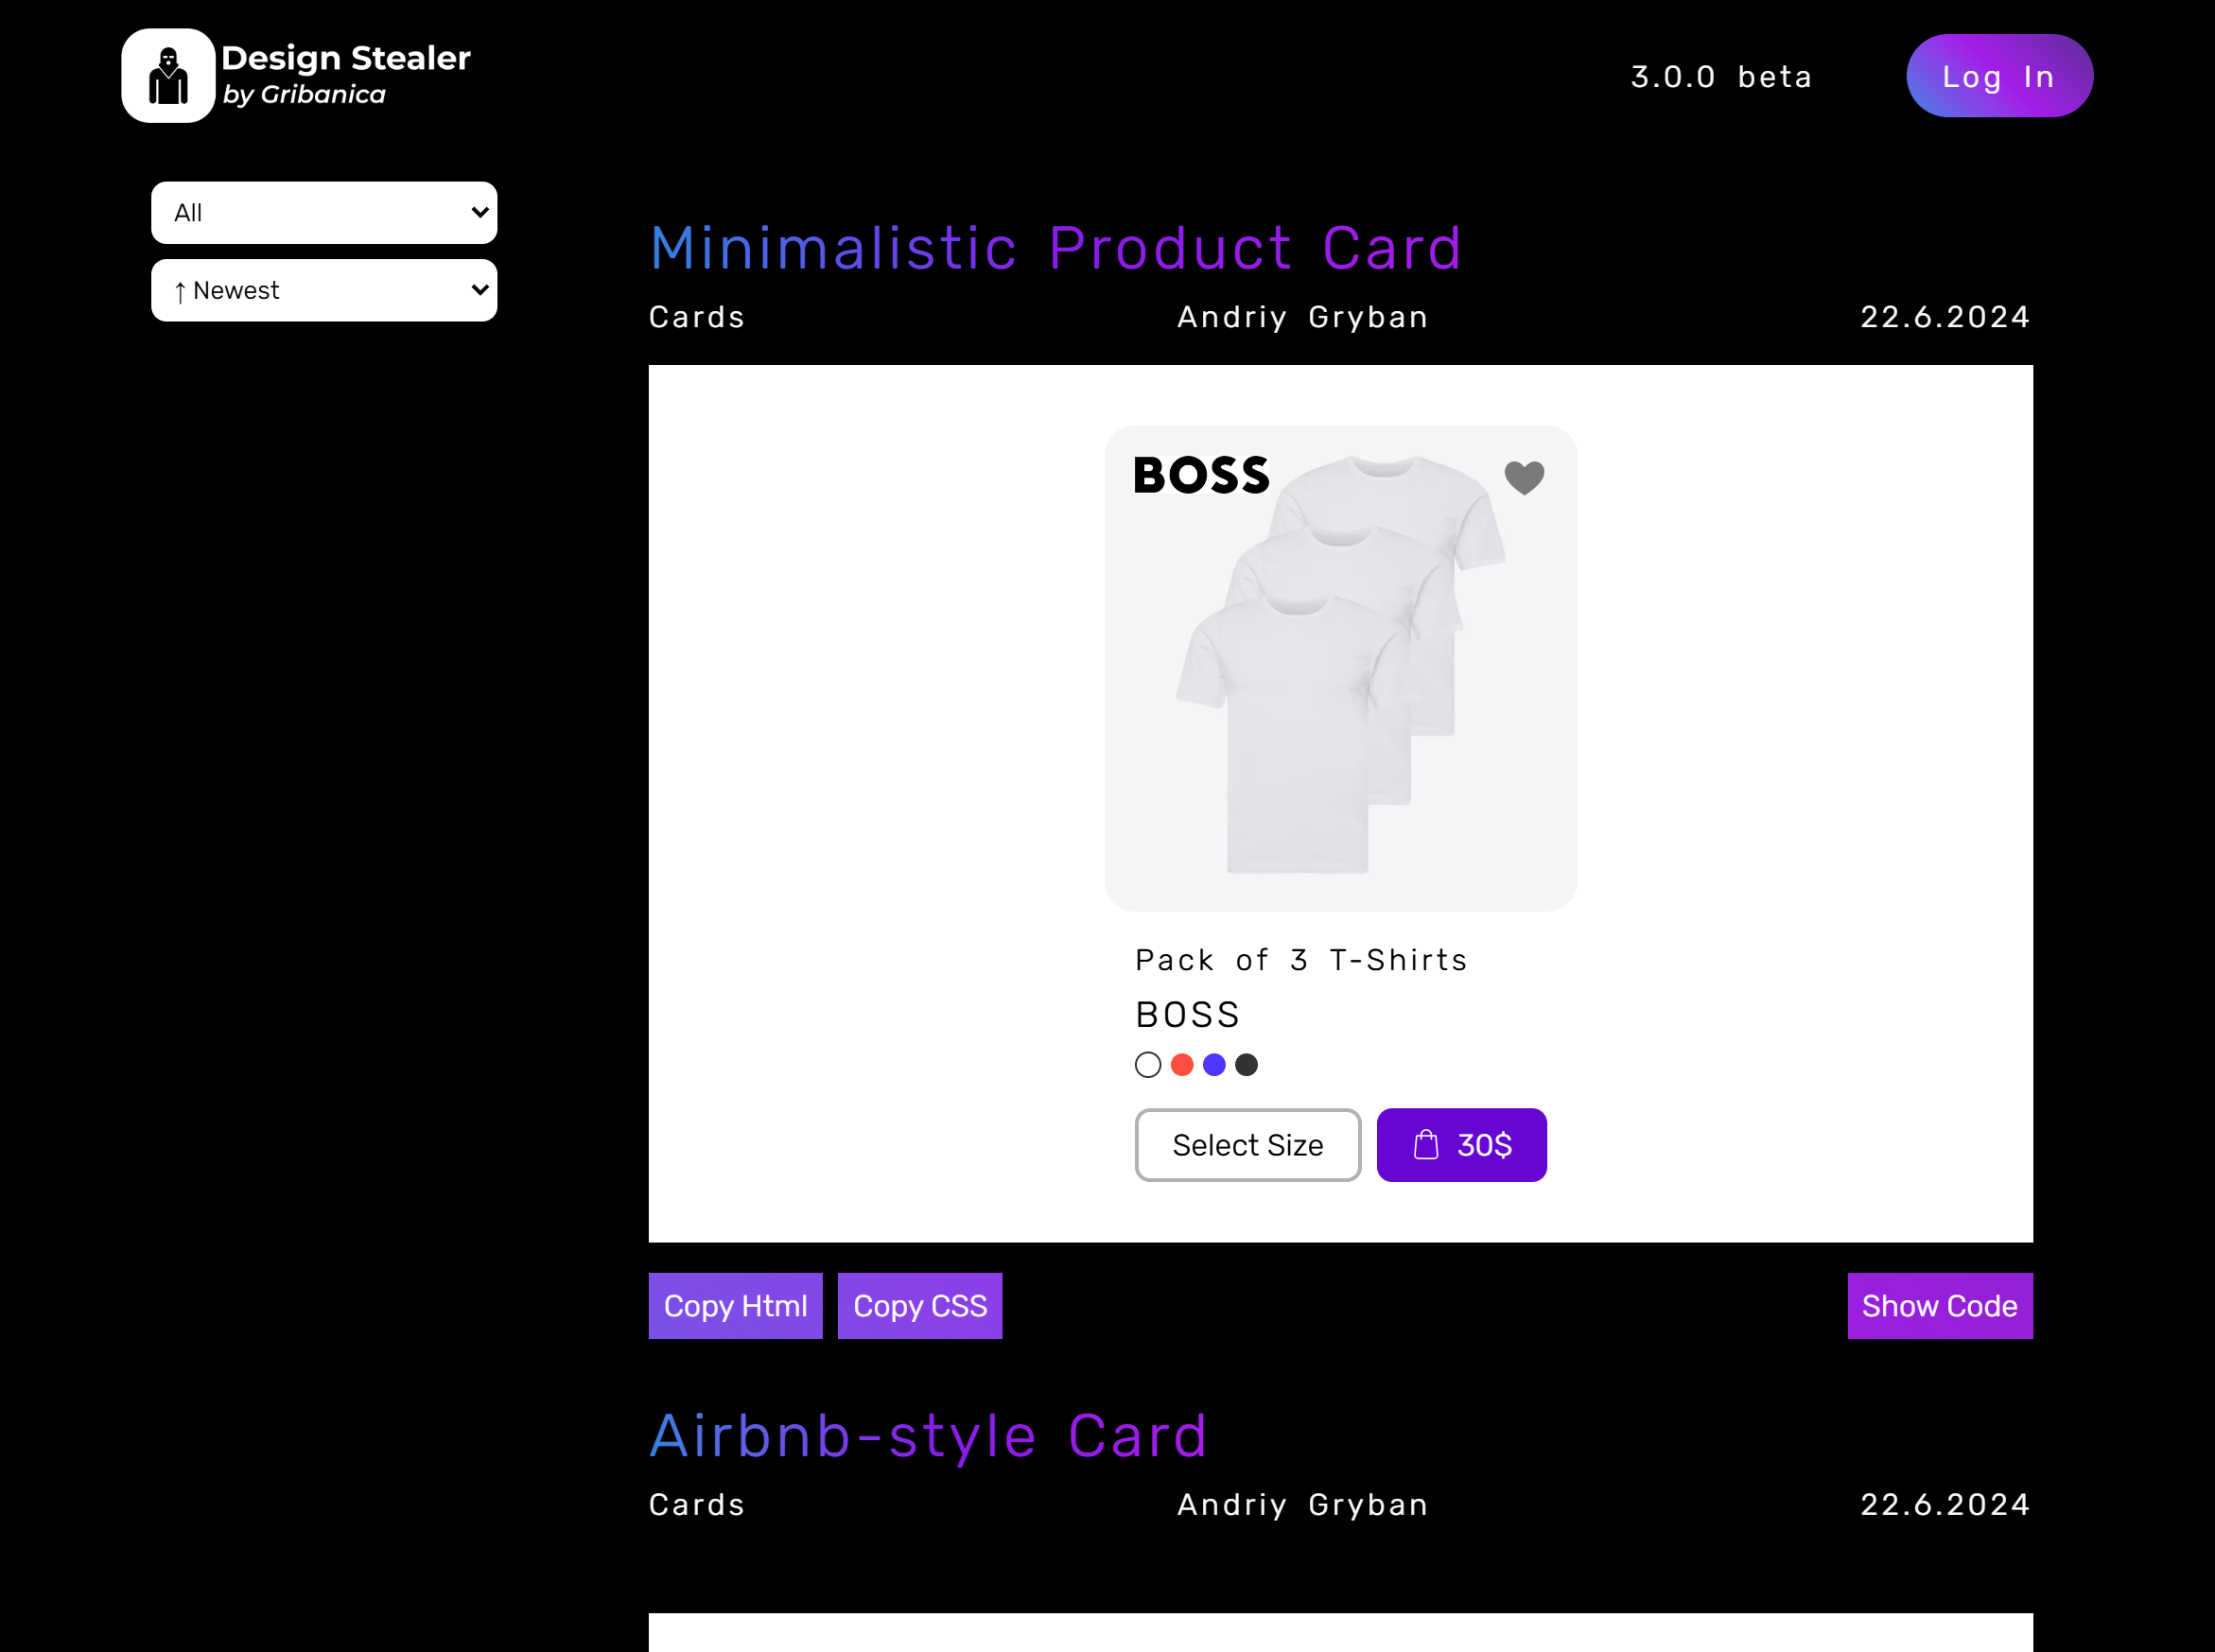 Design Stealer
by Gribanica
3.0.0 beta
Log In
All
↑ Newest
Minimalistic Product Card
Cards
Andriy Gryban
22.6.2024
BOSS
Pack of 3 T-Shirts
BOSS
Select Size
30$
Copy Html
Copy CSS
Show Code
Airbnb-style Card
Cards
Andriy Gryban
22.6.2024